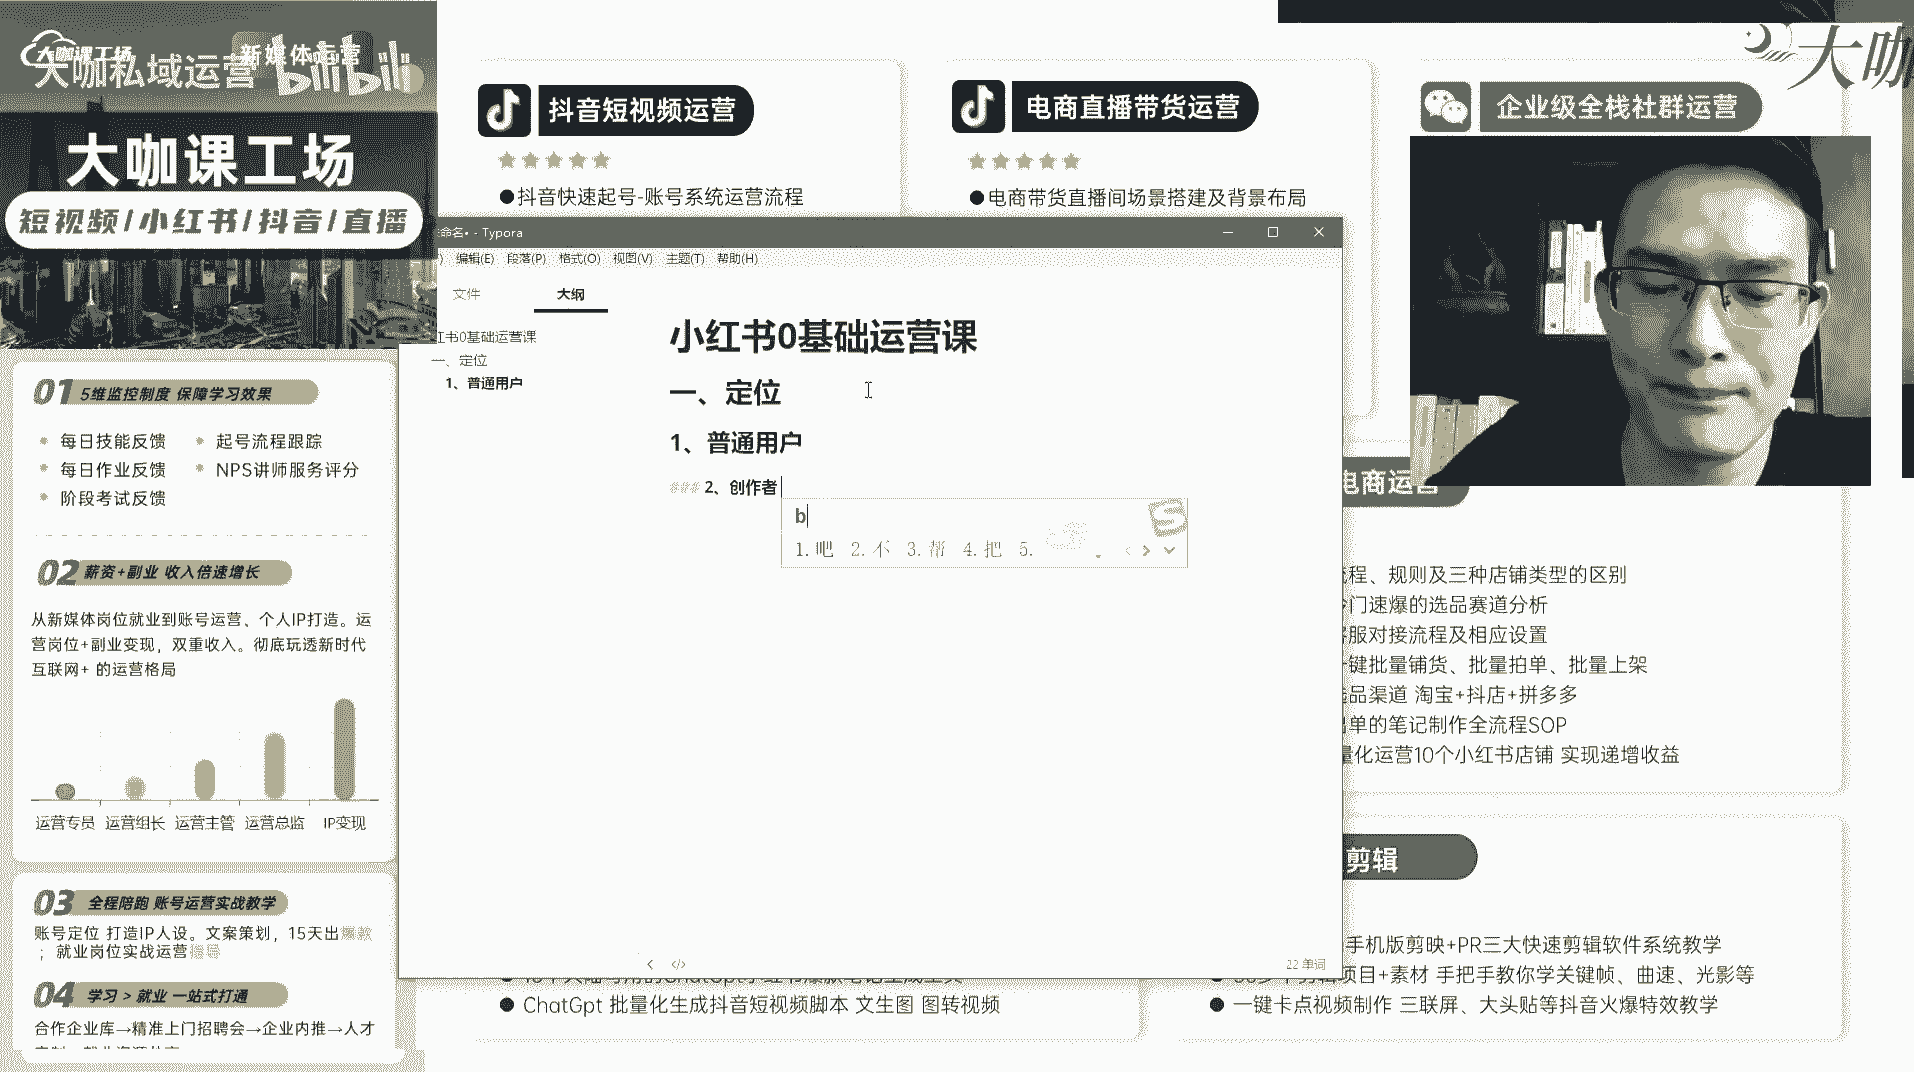 大咖课工场
新媒体运营
大咖私域运营
bilibili
大咖课工场
短视频/小红书/抖音/直播
01 5维监控制度 保障学习效果
每日技能反馈
起号流程跟踪
每日作业反馈
NPS讲师服务评分
阶段考试反馈
02 薪资+副业 收入倍速增长
从新媒体岗位就业到账号运营、个人IP打造。运
营岗位+副业变现，双重收入。彻底玩透新时代
互联网+ 的运营格局
运营专员 运营组长 运营主管 运营总监 IP变现
03 全程陪跑 账号运营实战教学
账号定位 打造IP人设。文案策划，15天出爆款
；就业岗位实战运营指导
04 学习 > 就业 一站式打通
合作企业库→精准上门招聘会→企业内推→人才
抖音短视频运营
●抖音快速起号-账号系统运营流程
电商直播带货运营
●电商带货直播间场景搭建及背景布局
企业级全栈社群运营
大咖
命名• - Typora
编辑(E) 段落(P) 格式(O) 视图(V) 主题(T) 帮助(H)
文件 大纲
红书0基础运营课
一、定位
1、普通用户
小红书0基础运营课
一、定位
1、普通用户
### 2、创作者
b
1.吧 2.不 3.帮 4.把 5.
22 单词
电商运营
流程、规则及三种店铺类型的区别
冷门速爆的选品赛道分析
客服对接流程及相应设置
一键批量铺货、批量拍单、批量上架
选品渠道 淘宝+抖店+拼多多
出单的笔记制作全流程SOP
量化运营10个小红书店铺 实现递增收益
剪辑
手机版剪映+PR三大快速剪辑软件系统教学
项目+素材 手把手教你学关键帧、曲速、光影等
● 一键卡点视频制作 三联屏、大头贴等抖音火爆特效教学
● ChatGpt 批量化生成抖音短视频脚本 文生图 图转视频